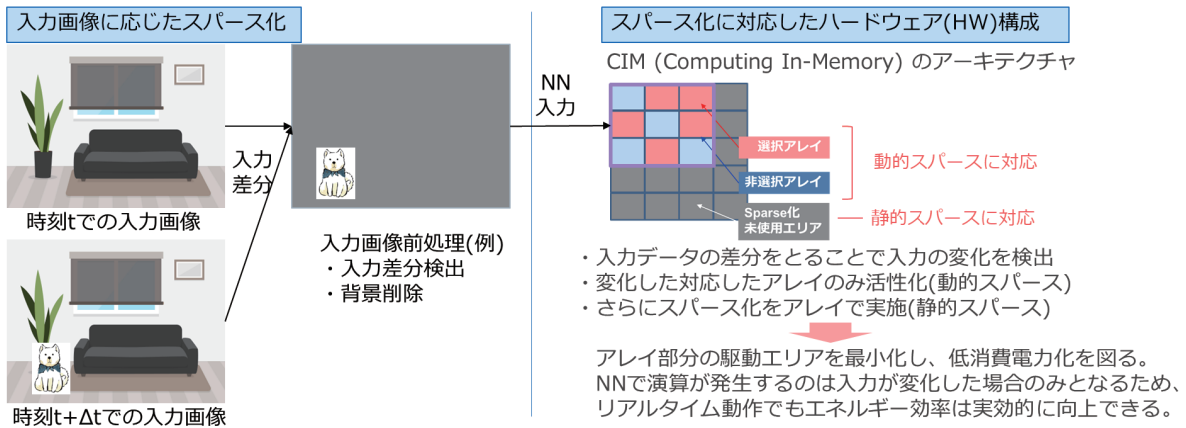 入力画像に応じたスパース化
時刻tでの入力画像
時刻t+Δtでの入力画像
入力
差分
入力画像前処理(例)
・入力差分検出
・背景削除
NN
入力
スパース化に対応したハードウェア(HW)構成
CIM (Computing In-Memory) のアーキテクチャ
選択アレイ
非選択アレイ
動的スパースに対応
Sparse化
未使用エリア
静的スパースに対応
・入力データの差分をとることで入力の変化を検出
・変化した対応したアレイのみ活性化(動的スパース)
・さらにスパース化をアレイで実施(静的スパース)
アレイ部分の駆動エリアを最小化し、低消費電力化を図る。
NNで演算が発生するのは入力が変化した場合のみとなるため、
リアルタイム動作でもエネルギー効率は実効的に向上できる。